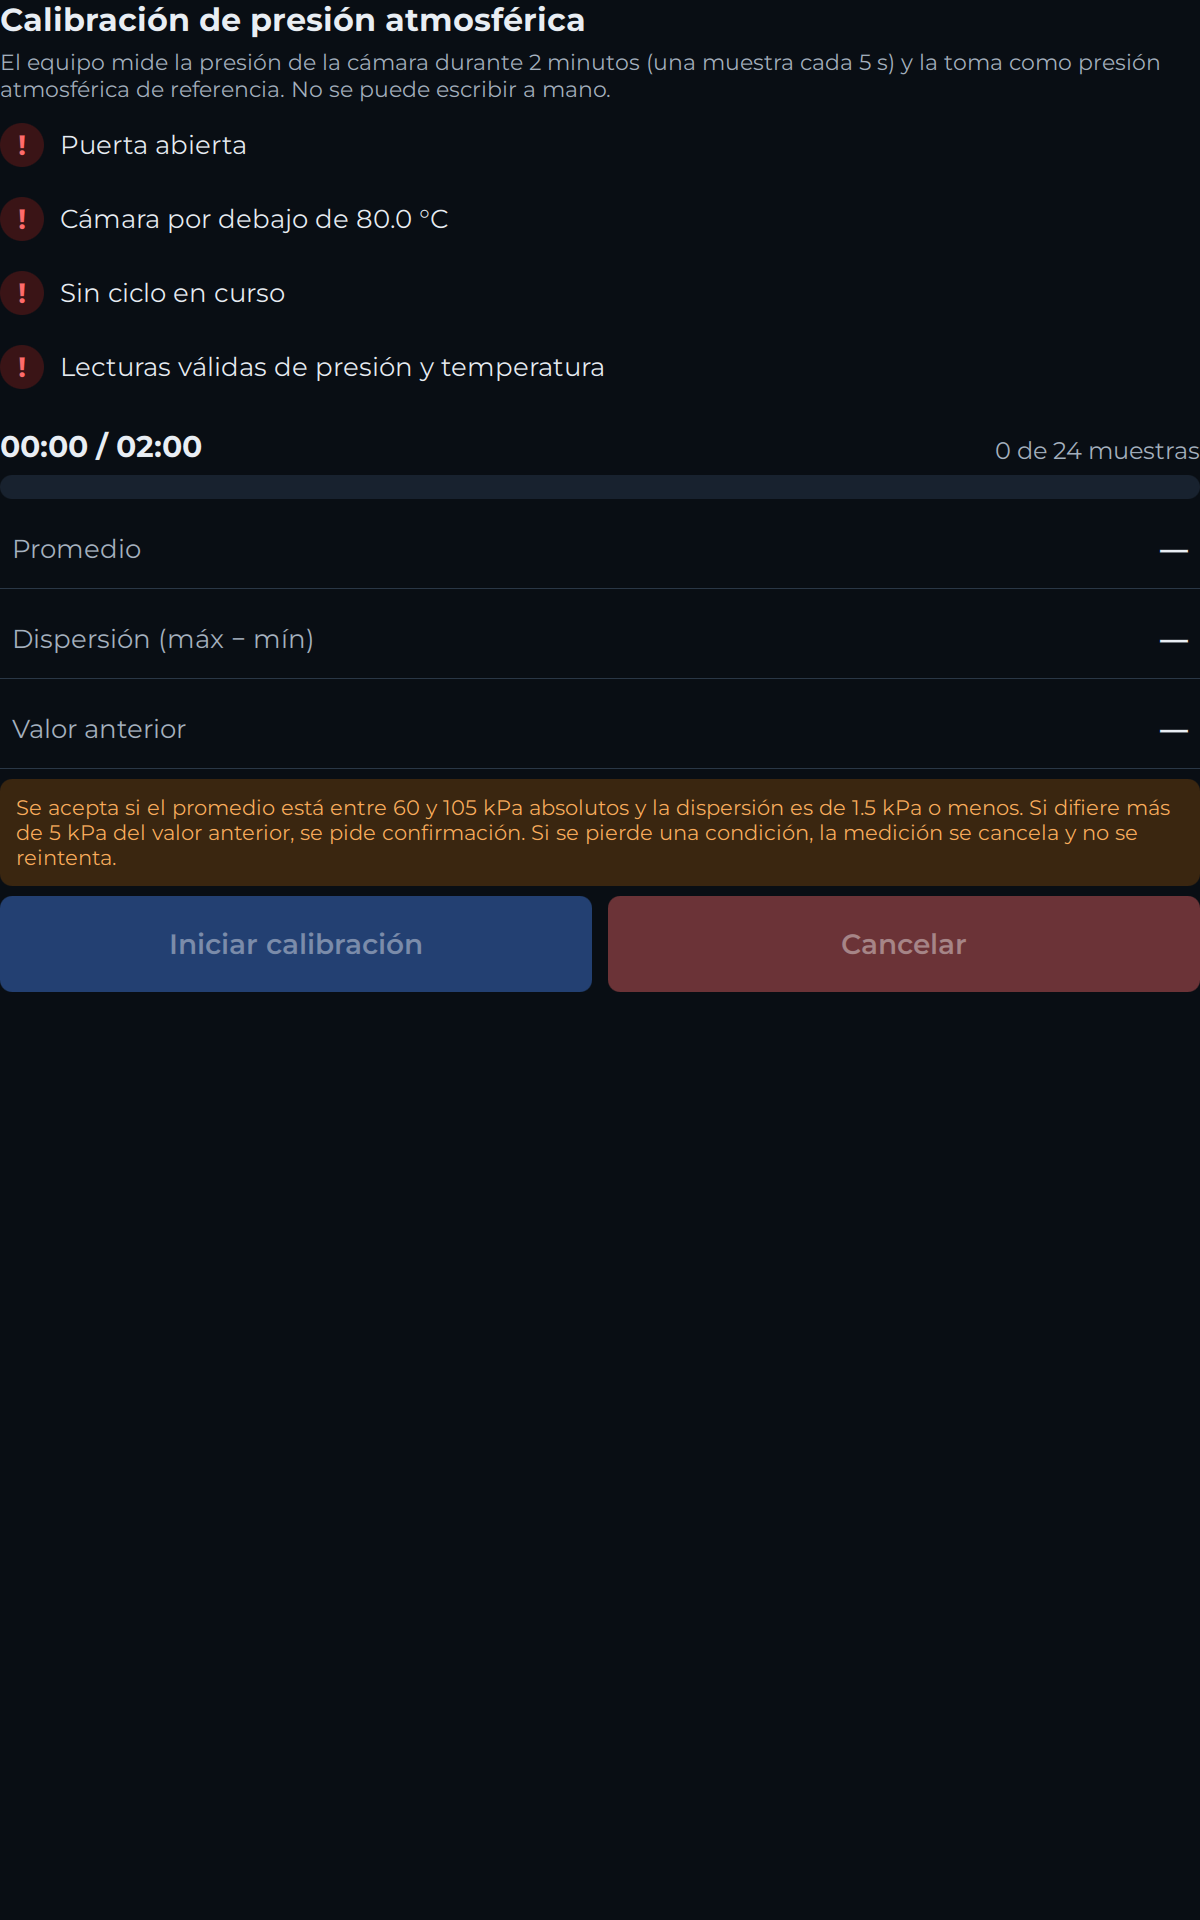 Calibración de presión atmosférica
El equipo mide la presión de la cámara durante 2 minutos (una muestra cada 5 s) y la toma como presión
atmosférica de referencia. No se puede escribir a mano.
! Puerta abierta
! Cámara por debajo de 80.0 °C
! Sin ciclo en curso
! Lecturas válidas de presión y temperatura
00:00 / 02:00 0 de 24 muestras
Promedio —
Dispersión (máx − mín) —
Valor anterior —
Se acepta si el promedio está entre 60 y 105 kPa absolutos y la dispersión es de 1.5 kPa o menos. Si difiere más
de 5 kPa del valor anterior, se pide confirmación. Si se pierde una condición, la medición se cancela y no se
reintenta.
Iniciar calibración Cancelar